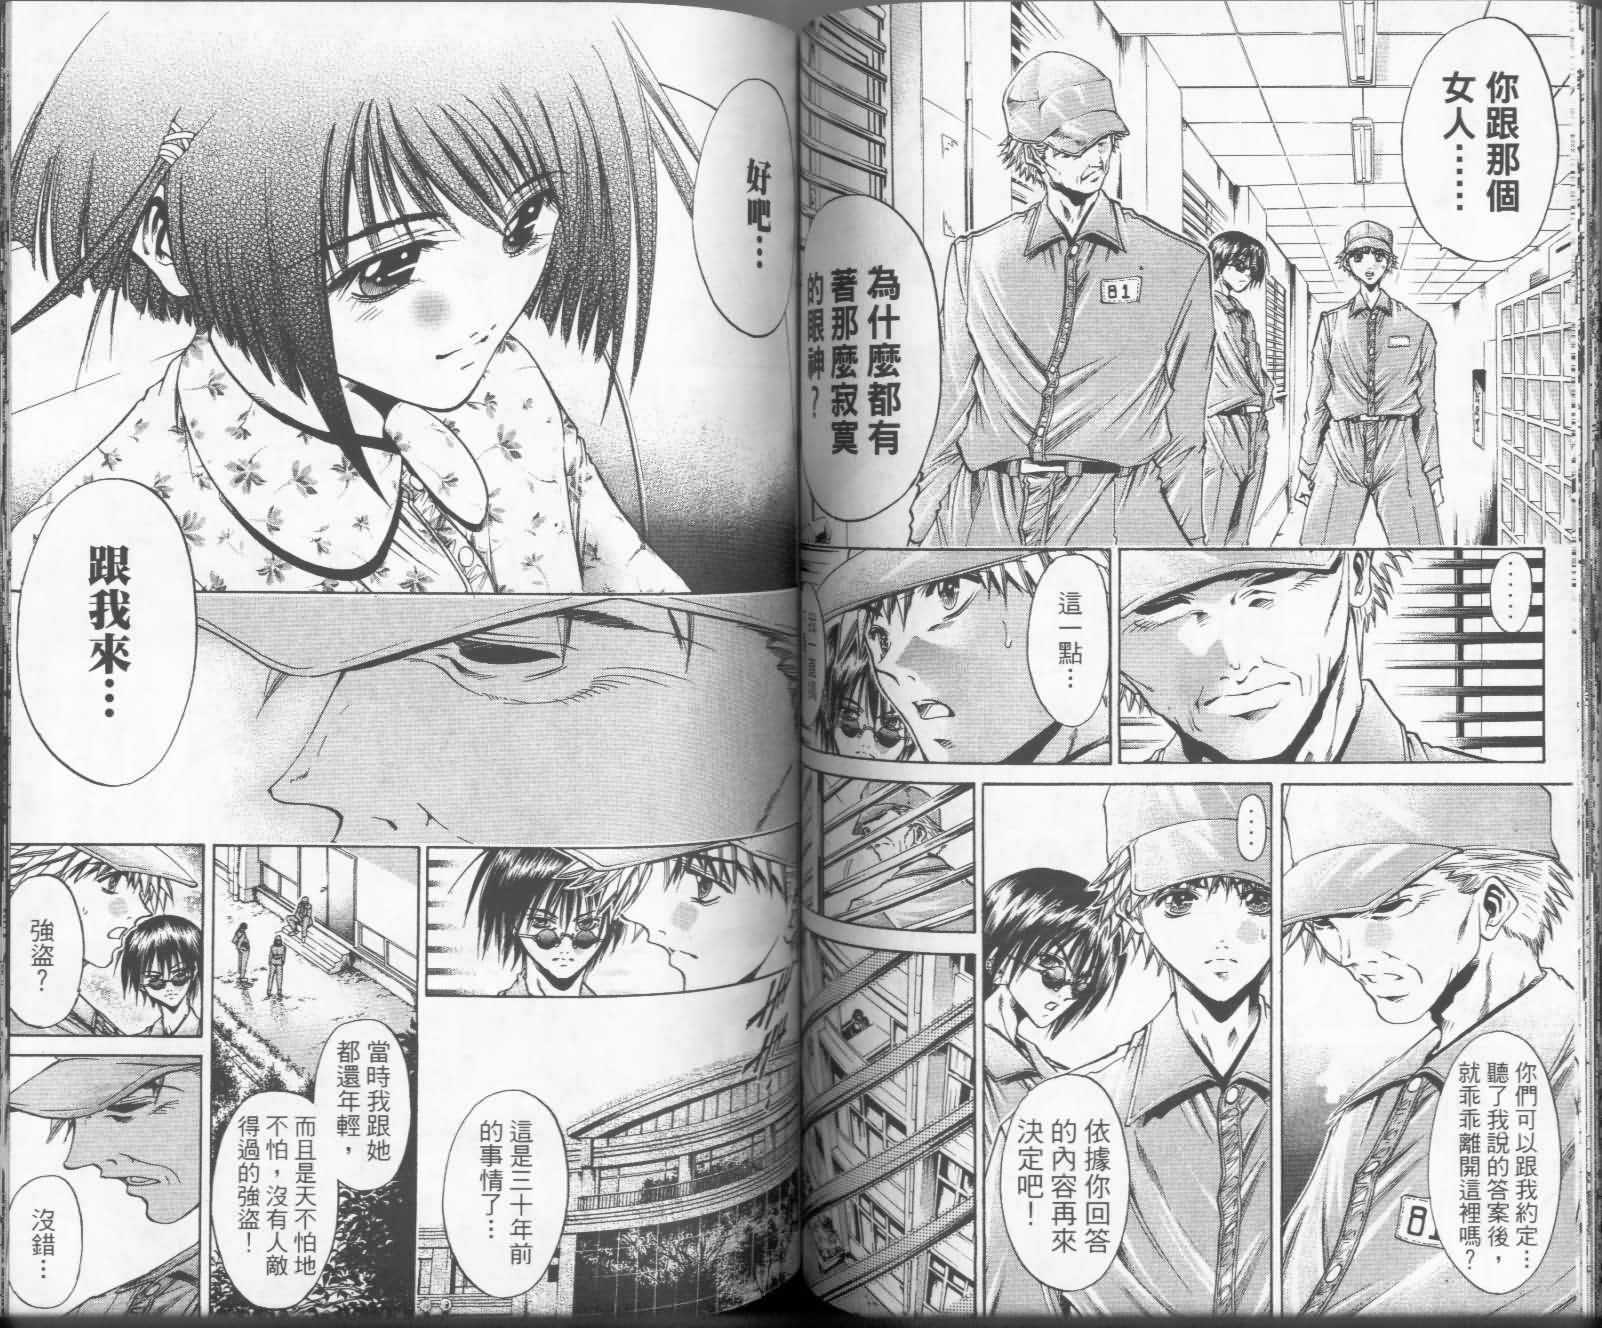 你跟那個
女人……
為什麼都有
著那麼寂寞
的眼神？
……
這一點…
你們可以跟我約定…
聽了我說的答案後，
就乖乖離開這裡嗎？
81
……
依據你回答
的內容再來
決定吧！
81
好吧…
跟我來…
這是三十年前
的事情了…
當時我跟她
都還年輕，
而且是天不怕地
不怕，沒有人敵
得過的強盜！
強盜？
沒錯…